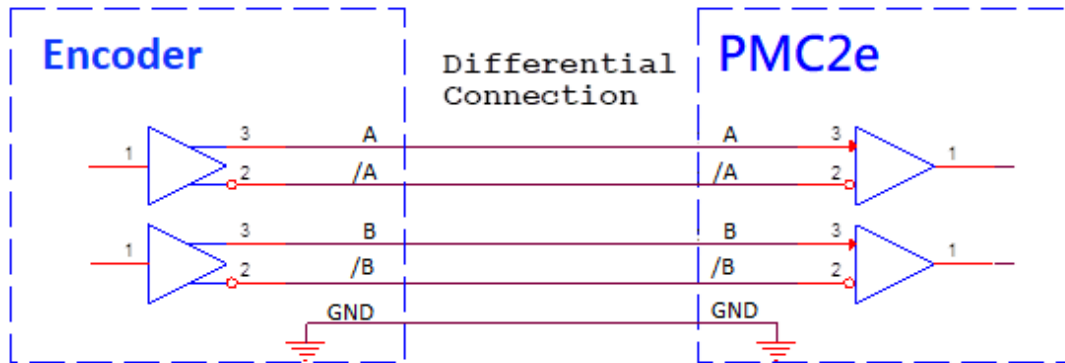 Encoder
Differential
Connection
PMC2e
1 3 A A 3 1
2 /A /A 2
1 3 B B 3 1
2 /B /B 2
GND GND